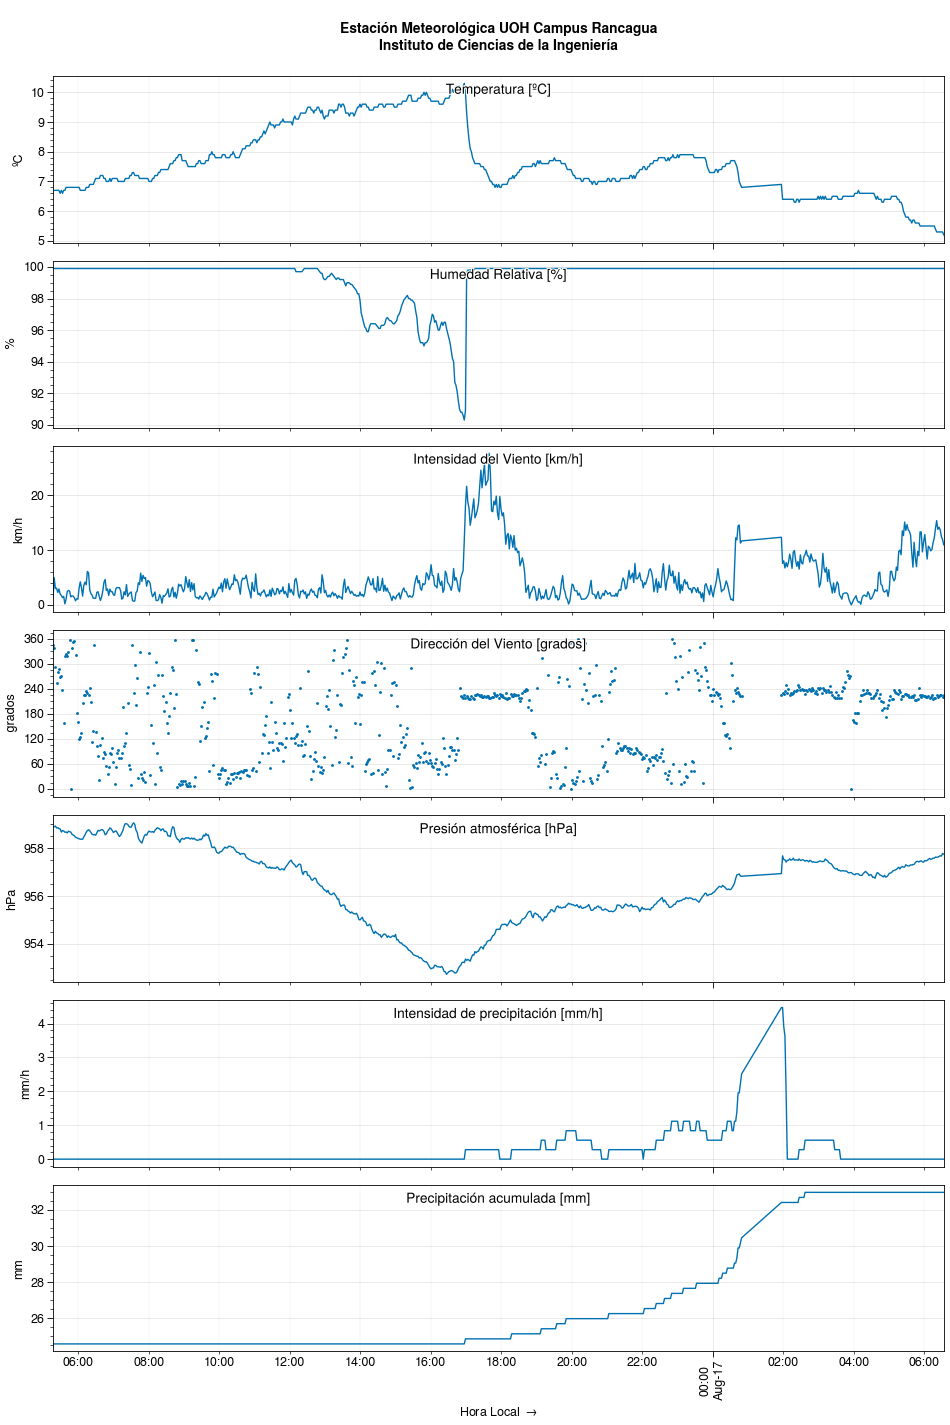 Estación Meteorológica UOH Campus Rancagua
Instituto de Ciencias de la Ingeniería
Temperatura [ºC]
ºC
10
9
8
7
6
5
Humedad Relativa [%]
%
100
98
96
94
92
90
Intensidad del Viento [km/h]
km/h
20
10
0
Dirección del Viento [grados]
grados
360
300
240
180
120
60
0
Presión atmosférica [hPa]
hPa
958
956
954
Intensidad de precipitación [mm/h]
mm/h
4
3
2
1
0
Precipitación acumulada [mm]
mm
32
30
28
26
06:00 08:00 10:00 12:00 14:00 16:00 18:00 20:00 22:00 00:00 02:00 04:00 06:00
Aug-17
Hora Local →